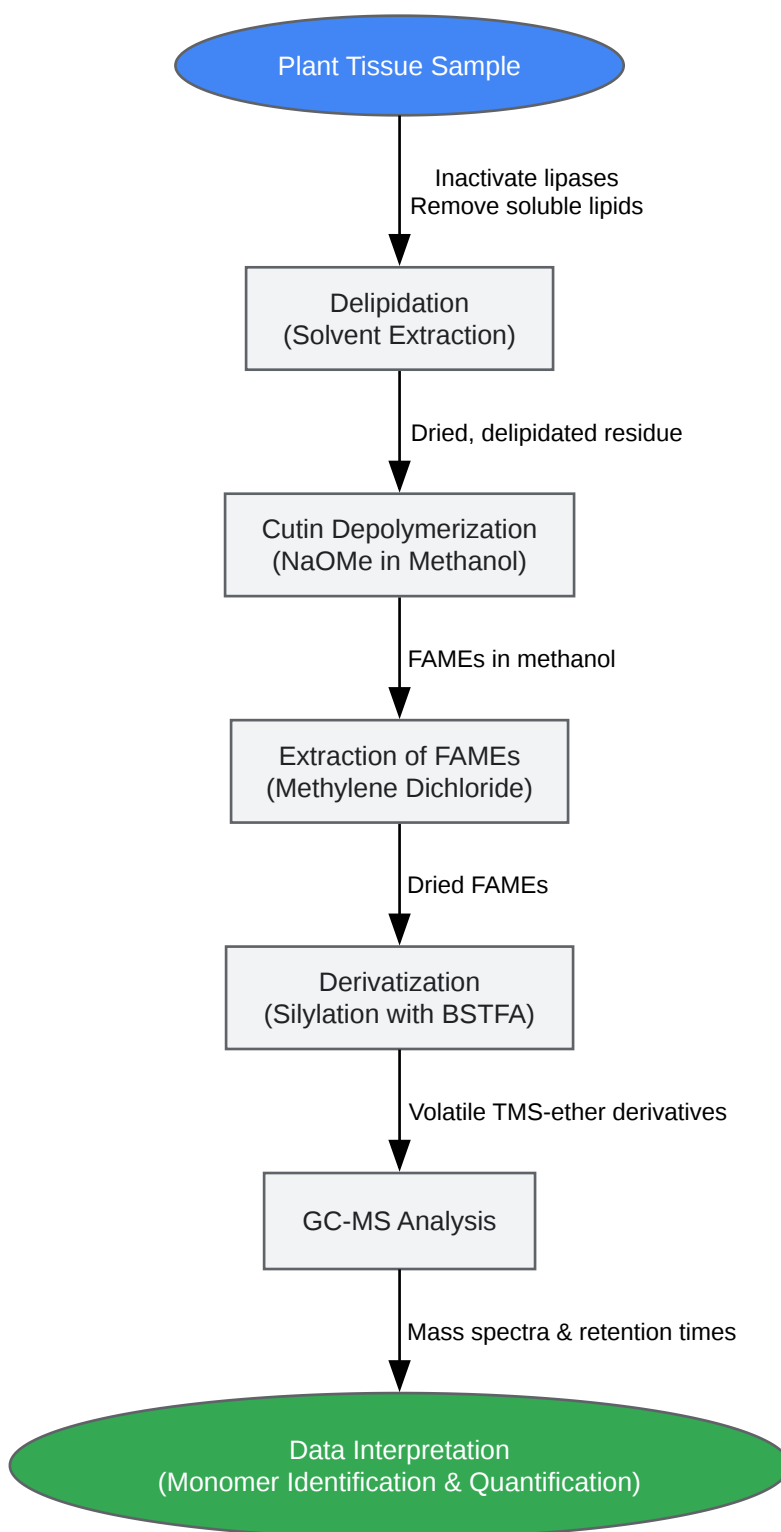 Plant Tissue Sample
Inactivate lipases
Remove soluble lipids
Delipidation
(Solvent Extraction)
Dried, delipidated residue
Cutin Depolymerization
(NaOMe in Methanol)
FAMEs in methanol
Extraction of FAMEs
(Methylene Dichloride)
Dried FAMEs
Derivatization
(Silylation with BSTFA)
Volatile TMS-ether derivatives
GC-MS Analysis
Mass spectra & retention times
Data Interpretation
(Monomer Identification & Quantification)